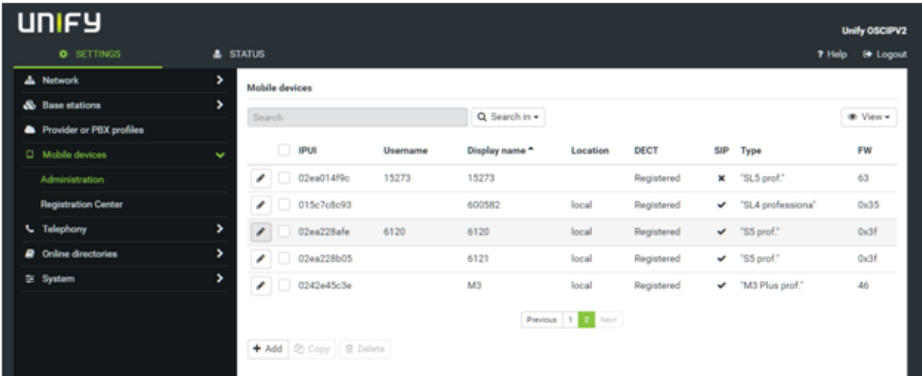 UNIFY
Unify OSCIPV2
SETTINGS
STATUS
? Help Logout
Network
Base stations
Provider or PBX profiles
Mobile devices
Administration
Registration Center
Telephony
Online directories
System
Mobile devices
Search
Search in
View
IPUI Username Display name Location DECT SIP Type FW
02ea014f9c 15273 15273 Registered "SL5 prof." 63
015c7c8c93 600582 local Registered "SL4 professiona" 0x35
02ea228afe 6120 6120 local Registered "S5 prof." 0x3f
02ea228b05 6121 local Registered "S5 prof." 0x3f
0242e45c3e M3 local Registered "M3 Plus prof." 46
Previous 1 2 Next
+ Add Copy Delete